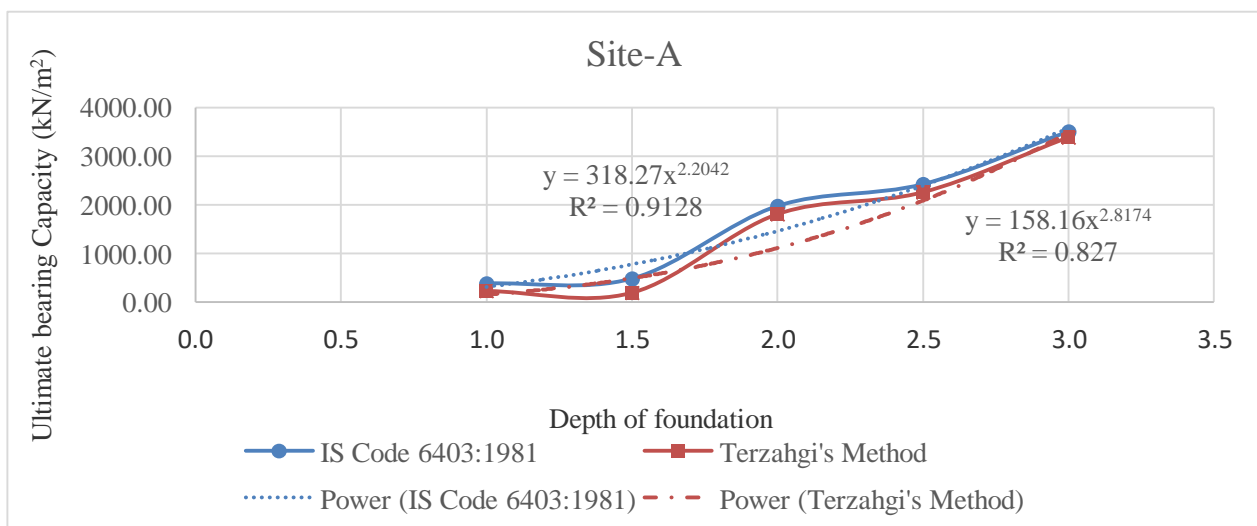 Site-A
Ultimate bearing Capacity (kN/m²)
4000.00
3000.00
2000.00
1000.00
0.00
y = 318.27x^2.2042
R² = 0.9128
y = 158.16x^2.8174
R² = 0.827
0.0 0.5 1.0 1.5 2.0 2.5 3.0 3.5
Depth of foundation
IS Code 6403:1981 Terzahgi's Method
Power (IS Code 6403:1981) Power (Terzahgi's Method)